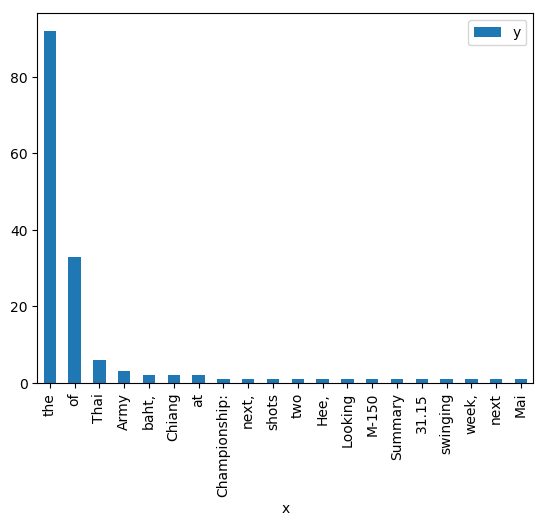 y
80
60
40
20
0
the
of
Thai
Army
baht,
Chiang
at
Championship:
next,
shots
two
Hee,
Looking
M-150
Summary
31.15
swinging
week,
next
Mai
x